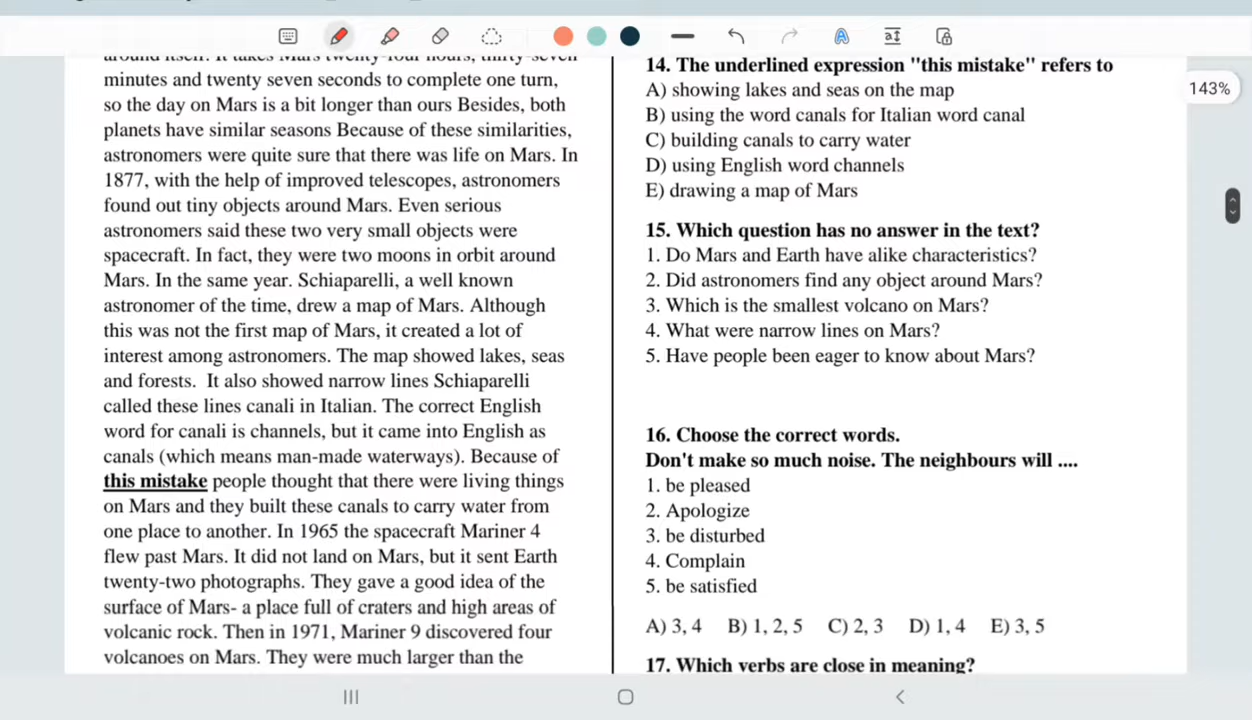 143%
around itself. It takes Mars twenty-four hours, thirty-seven
minutes and twenty seven seconds to complete one turn,
so the day on Mars is a bit longer than ours Besides, both
planets have similar seasons Because of these similarities,
astronomers were quite sure that there was life on Mars. In
1877, with the help of improved telescopes, astronomers
found out tiny objects around Mars. Even serious
astronomers said these two very small objects were
spacecraft. In fact, they were two moons in orbit around
Mars. In the same year. Schiaparelli, a well known
astronomer of the time, drew a map of Mars. Although
this was not the first map of Mars, it created a lot of
interest among astronomers. The map showed lakes, seas
and forests. It also showed narrow lines Schiaparelli
called these lines canali in Italian. The correct English
word for canali is channels, but it came into English as
canals (which means man-made waterways). Because of
this mistake people thought that there were living things
on Mars and they built these canals to carry water from
one place to another. In 1965 the spacecraft Mariner 4
flew past Mars. It did not land on Mars, but it sent Earth
twenty-two photographs. They gave a good idea of the
surface of Mars- a place full of craters and high areas of
volcanic rock. Then in 1971, Mariner 9 discovered four
volcanoes on Mars. They were much larger than the
14. The underlined expression "this mistake" refers to
A) showing lakes and seas on the map
B) using the word canals for Italian word canal
C) building canals to carry water
D) using English word channels
E) drawing a map of Mars
15. Which question has no answer in the text?
1. Do Mars and Earth have alike characteristics?
2. Did astronomers find any object around Mars?
3. Which is the smallest volcano on Mars?
4. What were narrow lines on Mars?
5. Have people been eager to know about Mars?
16. Choose the correct words.
Don't make so much noise. The neighbours will ....
1. be pleased
2. Apologize
3. be disturbed
4. Complain
5. be satisfied
A) 3, 4 B) 1, 2, 5 C) 2, 3 D) 1, 4 E) 3, 5
17. Which verbs are close in meaning?